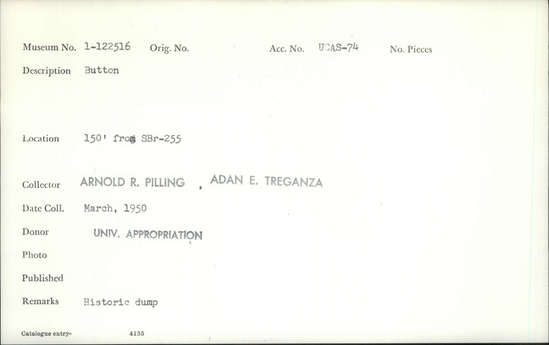 Museum No. 1-122516 Orig. No. Acc. No. UCAS-74 No. Pieces
Description Button
Location 150' from SBr-255
Collector ARNOLD R. PILLING , ADAN E. TREGANZA
Date Coll. March, 1950
Donor UNIV. APPROPRIATION
Photo
Published
Remarks Historic dump
Catalogue entry- 4135